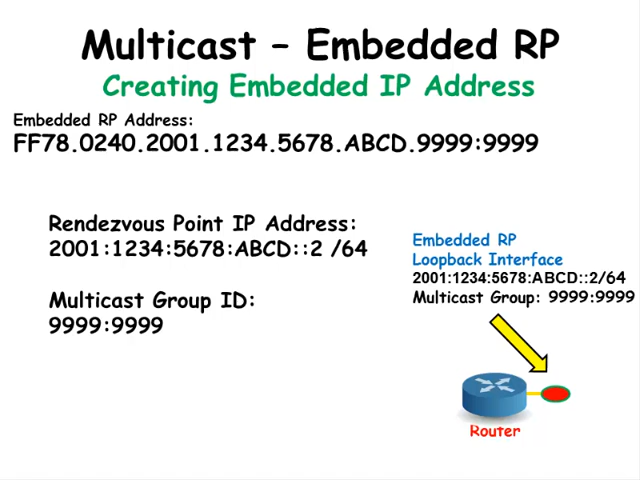 Multicast – Embedded RP
Creating Embedded IP Address
Embedded RP Address:
FF78.0240.2001.1234.5678.ABCD.9999:9999
Rendezvous Point IP Address:
2001:1234:5678:ABCD::2 /64
Multicast Group ID:
9999:9999
Embedded RP
Loopback Interface
2001:1234:5678:ABCD::2/64
Multicast Group: 9999:9999
Router